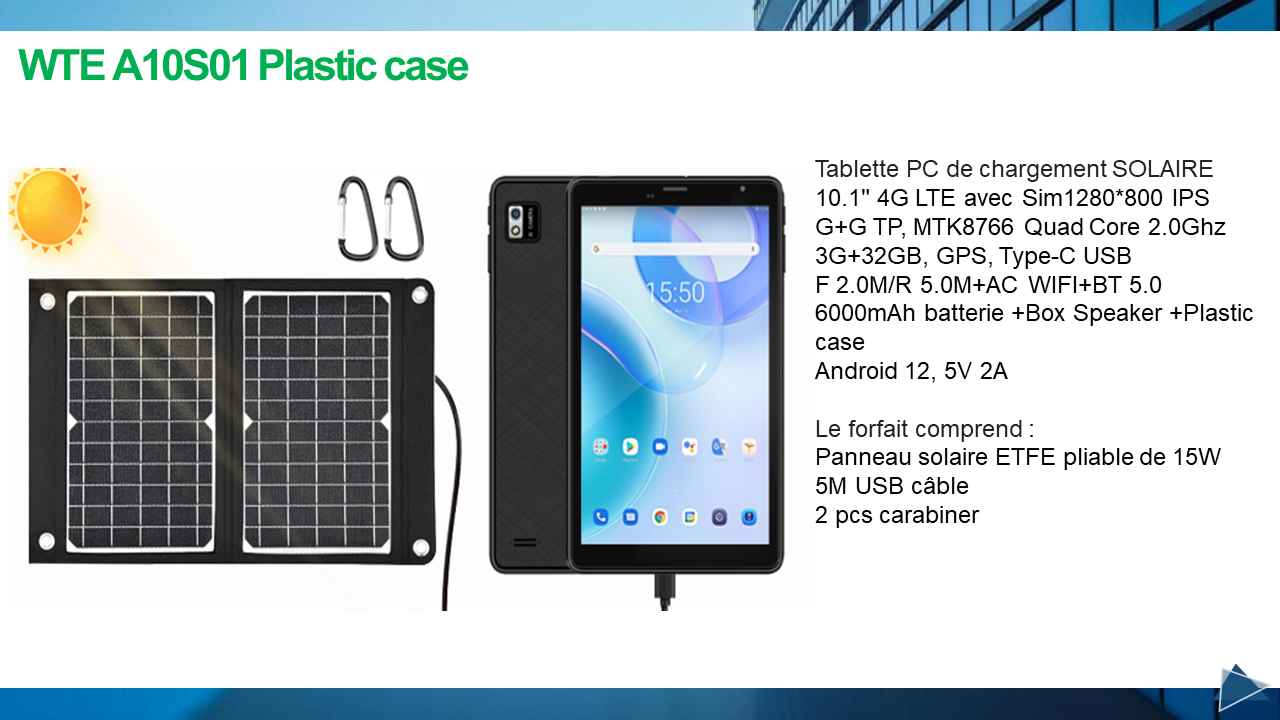 WTE A10S01 Plastic case
Tablette PC de chargement SOLAIRE
10.1" 4G LTE avec Sim1280*800 IPS
G+G TP, MTK8766 Quad Core 2.0Ghz
3G+32GB, GPS, Type-C USB
F 2.0M/R 5.0M+AC WIFI+BT 5.0
6000mAh batterie +Box Speaker +Plastic
case
Android 12, 5V 2A
Le forfait comprend :
Panneau solaire ETFE pliable de 15W
5M USB câble
2 pcs carabiner
15:50